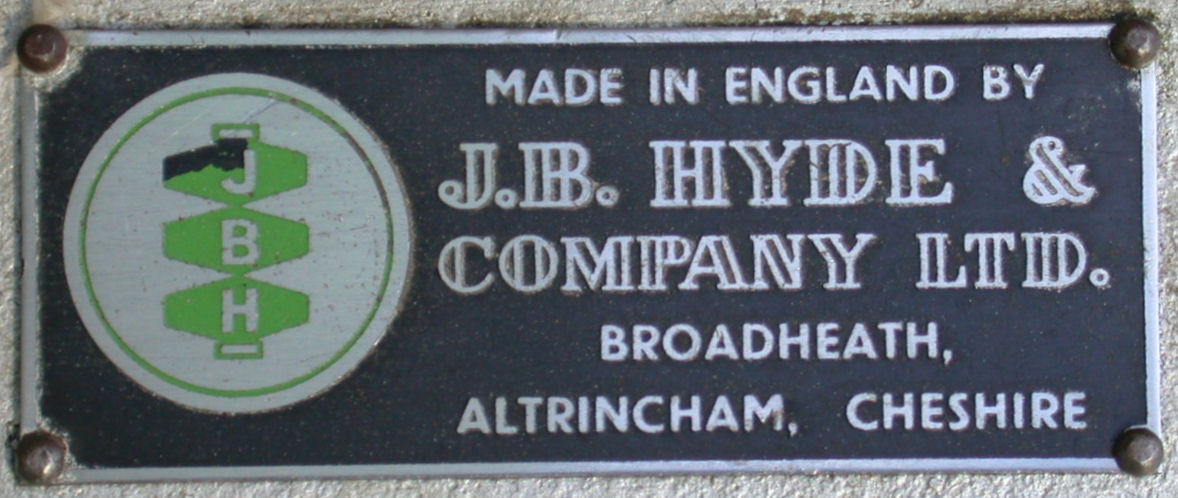 MADE IN ENGLAND BY
J.B. HYDE &
COMPANY LTD.
BROADHEATH,
ALTRINCHAM, CHESHIRE
J
B
H